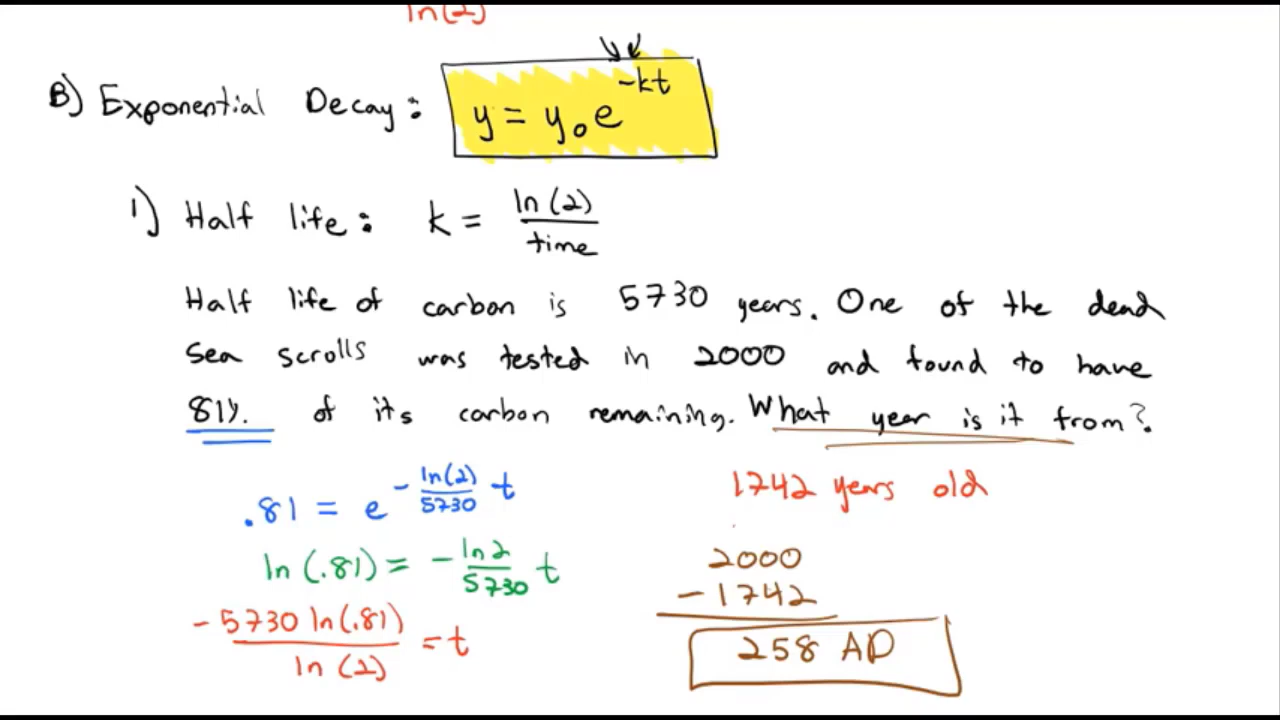 ln(2)
B) Exponential Decay: y = y₀e^(-kt)
1) Half life: k = ln(2)/time
Half life of carbon is 5730 years. One of the dead
Sea scrolls was tested in 2000 and found to have
81% of its carbon remaining. What year is it from?
.81 = e^(-ln(2)/5730 t)
ln(.81) = -ln2/5730 t
-5730 ln(.81)/ln(2) = t
1742 years old
2000
-1742
258 AD